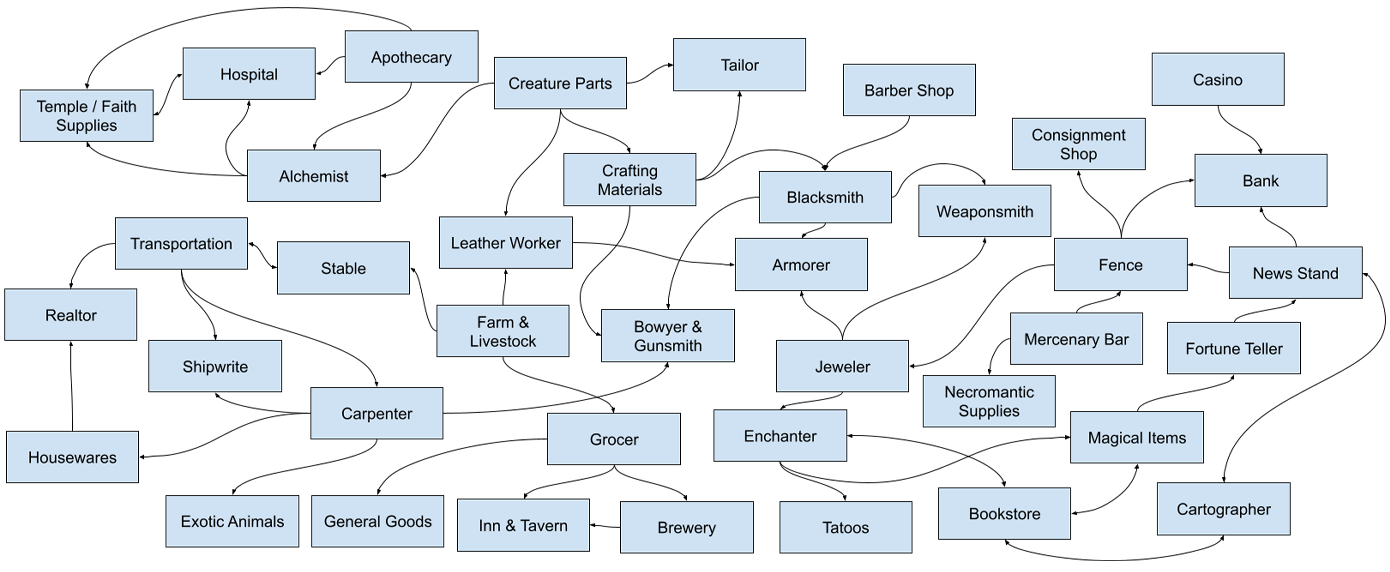 Apothecary
Hospital
Temple / Faith
Supplies
Alchemist
Creature Parts
Tailor
Barber Shop
Casino
Consignment
Shop
Bank
Crafting
Materials
Blacksmith
Weaponsmith
Transportation
Stable
Leather Worker
Armorer
Fence
News Stand
Realtor
Farm &
Livestock
Bowyer &
Gunsmith
Mercenary Bar
Fortune Teller
Shipwrite
Jeweler
Necromantic
Supplies
Carpenter
Housewares
Grocer
Enchanter
Magical Items
Exotic Animals
General Goods
Inn & Tavern
Brewery
Tatoos
Bookstore
Cartographer